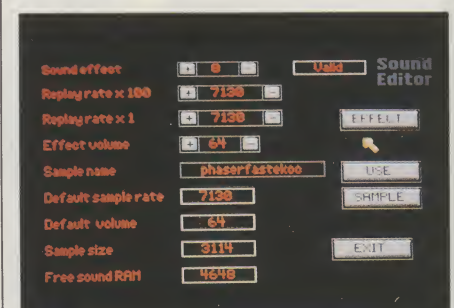 Sound effect + 0 - Valid
Sound Editor
Replay rate x 100 + 7130 -
Replay rate x 1 + 7130 -
EFFECT
Effect volume + 64 -
Sample name phaserfastekoo
USE
Default sample rate 7130
SAMPLE
Default volume 64
Sample size 3114
EXIT
Free sound RAM 4648